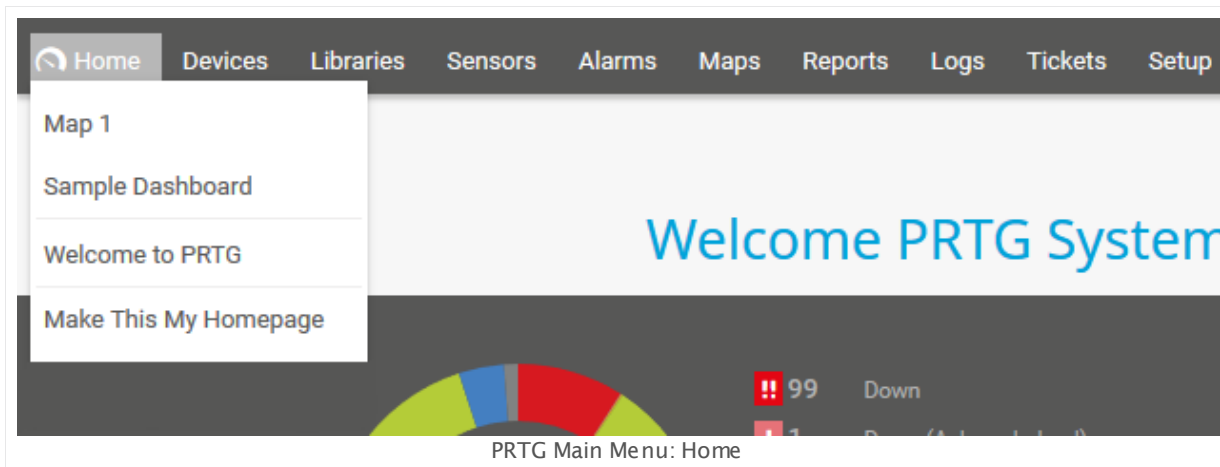 Home Devices Libraries Sensors Alarms Maps Reports Logs Tickets Setup
Map 1
Sample Dashboard
Welcome to PRTG
Make This My Homepage
Welcome PRTG System
!! 99 Down
PRTG Main Menu: Home